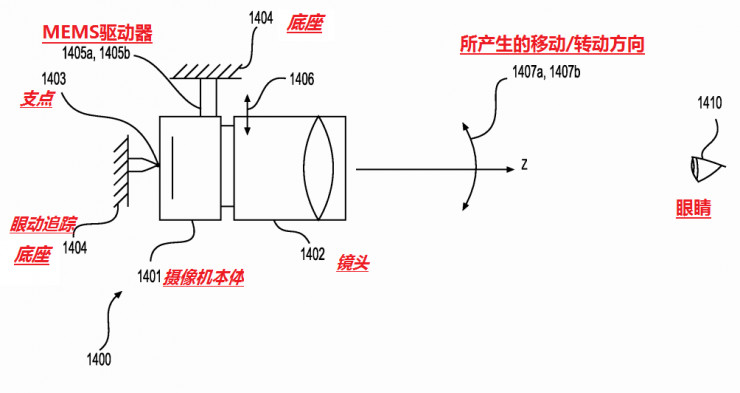 MEMS驱动器
1405a, 1405b
1404
底座
1403
支点
1406
所产生的移动/转动方向
1407a, 1407b
1410
z
眼睛
眼动追踪
底座
1404
1401
摄像机本体
1402
镜头
1400